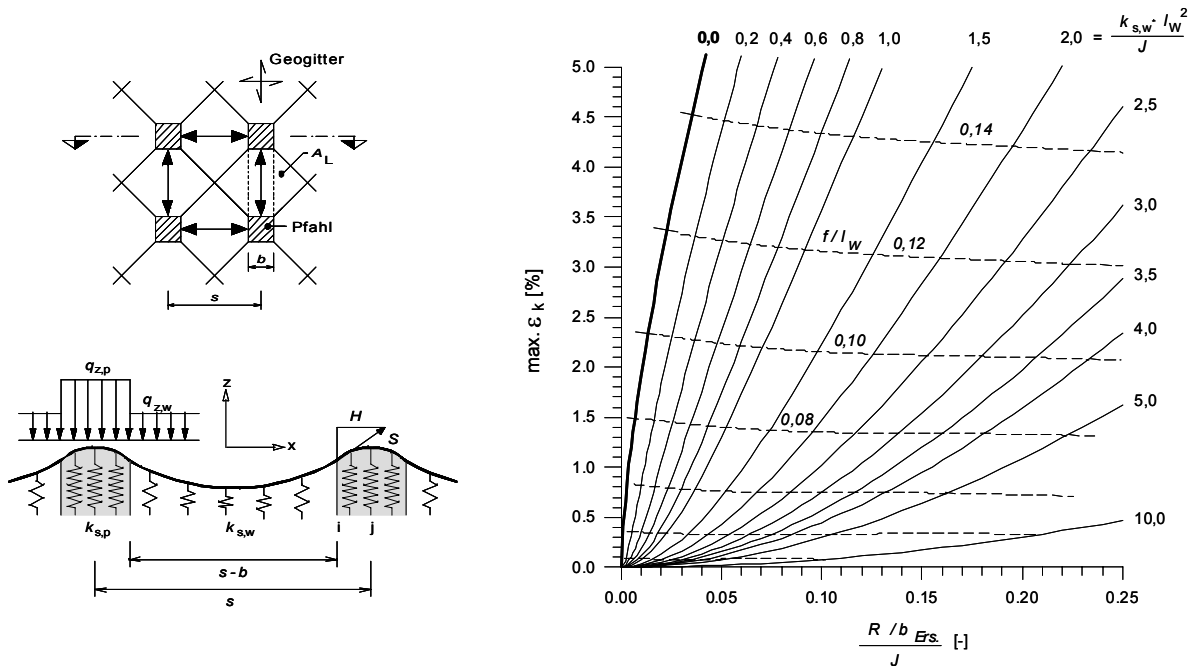 Geogitter
A_L
Pfahl
b
s
q_z,p
q_z,w
z
x
H
S
k_s,p
k_s,w
i
j
s - b
s
0,0 0,2 0,4 0,6 0,8 1,0 1,5 2,0 = k_s,w · l_W² / J
2,5
3,0
3,5
4,0
5,0
10,0
5.0
4.5
4.0
3.5
3.0
2.5
2.0
1.5
1.0
0.5
0.0
max. ε_k [%]
0,14
f / l_W 0,12
0,10
0,08
0.00 0.05 0.10 0.15 0.20 0.25
R / b_Ers. / J [-]